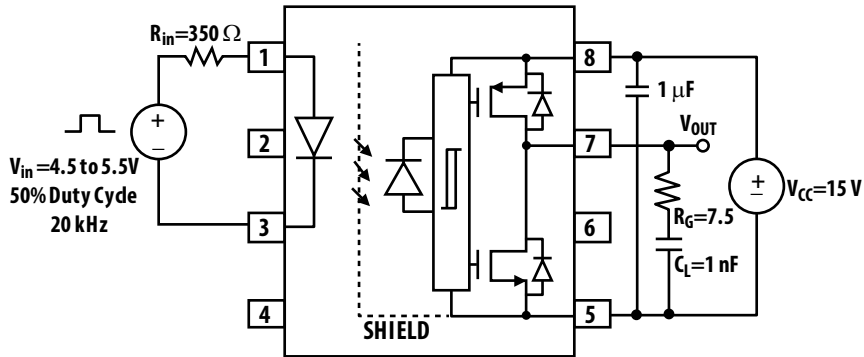 R_in=350 Ω
1
8
1 μF
V_OUT
2
7
V_in =4.5 to 5.5V
50% Duty Cycle
20 kHz
+
−
+
−
V_CC=15 V
R_G=7.5
3
6
C_L=1 nF
4
SHIELD
5